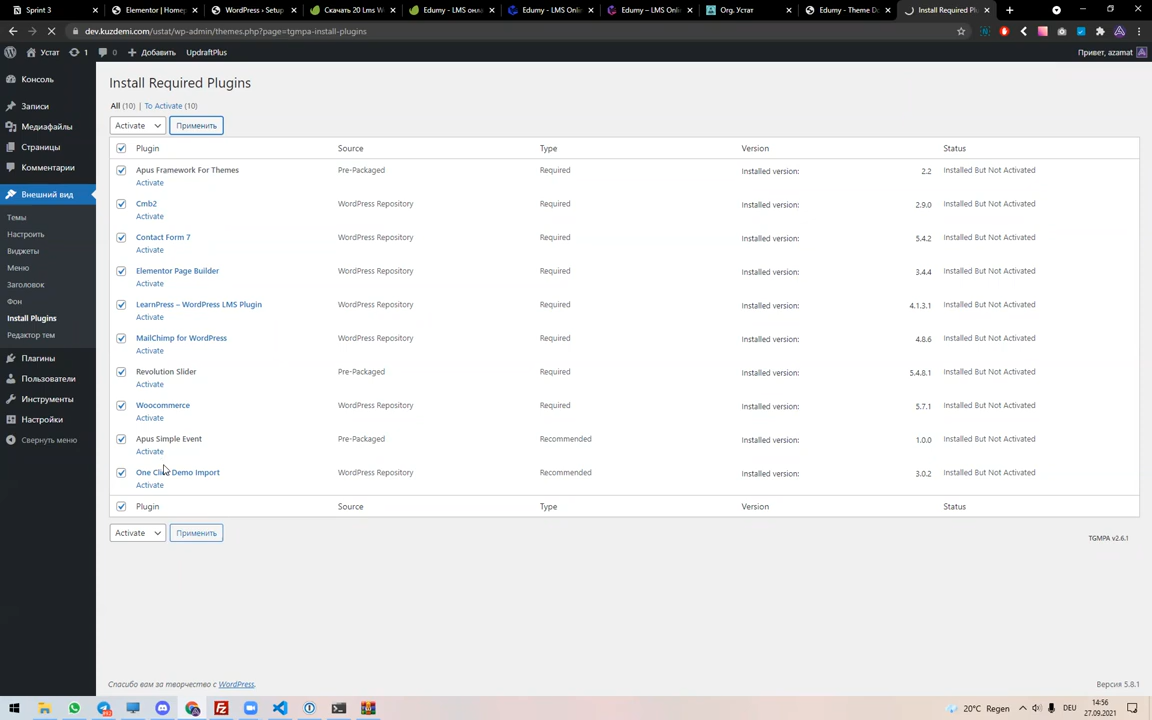 Sprint 3
Elementor | Home
WordPress › Setup
Скачать 20 Lms W
Edumy - LMS онл
Edumy – LMS Onli
Edumy – LMS Onli
Org. Устат
Edumy - Theme D
Install Required Pl
dev.kuzdemi.com/ustat/wp-admin/themes.php?page=tgmpa-install-plugins
Устат
1
0
Добавить
UpdraftPlus
Привет, azamat
Консоль
Записи
Медиафайлы
Страницы
Комментарии
Внешний вид
Темы
Настроить
Виджеты
Меню
Заголовок
Фон
Install Plugins
Редактор тем
Плагины
Пользователи
Инструменты
Настройки
Свернуть меню
Install Required Plugins
All (10) | To Activate (10)
Activate
Применить
Plugin Source Type Version Status
Apus Framework For Themes Pre-Packaged Required Installed version: 2.2 Installed But Not Activated
Activate
Cmb2 WordPress Repository Required Installed version: 2.9.0 Installed But Not Activated
Activate
Contact Form 7 WordPress Repository Required Installed version: 5.4.2 Installed But Not Activated
Activate
Elementor Page Builder WordPress Repository Required Installed version: 3.4.4 Installed But Not Activated
Activate
LearnPress – WordPress LMS Plugin WordPress Repository Required Installed version: 4.1.3.1 Installed But Not Activated
Activate
MailChimp for WordPress WordPress Repository Required Installed version: 4.8.6 Installed But Not Activated
Activate
Revolution Slider Pre-Packaged Required Installed version: 5.4.8.1 Installed But Not Activated
Activate
Woocommerce WordPress Repository Required Installed version: 5.7.1 Installed But Not Activated
Activate
Apus Simple Event Pre-Packaged Recommended Installed version: 1.0.0 Installed But Not Activated
Activate
One Click Demo Import WordPress Repository Recommended Installed version: 3.0.2 Installed But Not Activated
Activate
Plugin Source Type Version Status
Activate
Применить
TGMPA v2.6.1
Спасибо вам за творчество с WordPress.
Версия 5.8.1
20°C Regen
DEU
14:56
27.09.2021